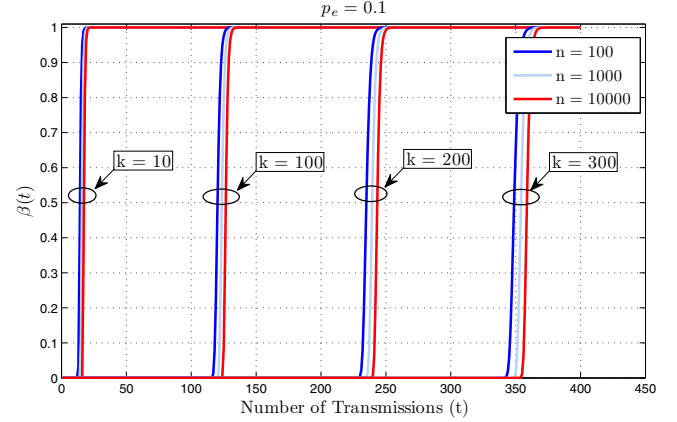 p_e = 0.1
1
0.9
0.8
0.7
0.6
0.5
0.4
0.3
0.2
0.1
0
β(t)
n = 100
n = 1000
n = 10000
k = 10
k = 100
k = 200
k = 300
0 50 100 150 200 250 300 350 400 450
Number of Transmissions (t)